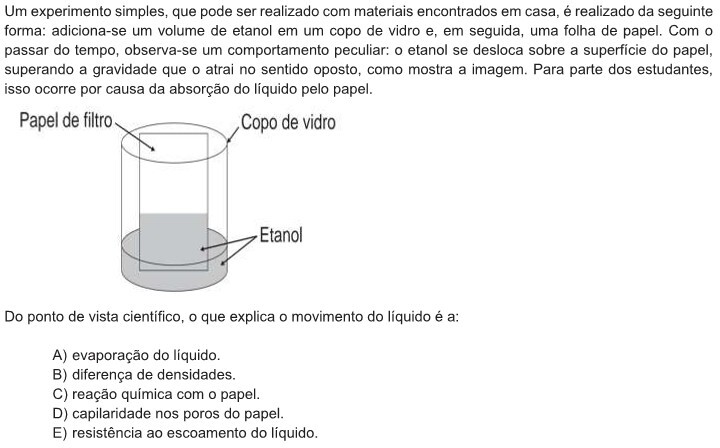 Um experimento simples, que pode ser realizado com materiais encontrados em casa, é realizado da seguinte
forma: adiciona-se um volume de etanol em um copo de vidro e, em seguida, uma folha de papel. Com o
passar do tempo, observa-se um comportamento peculiar: o etanol se desloca sobre a superfície do papel,
superando a gravidade que o atrai no sentido oposto, como mostra a imagem. Para parte dos estudantes,
isso ocorre por causa da absorção do líquido pelo papel.
Papel de filtro
Copo de vidro
Etanol
Do ponto de vista científico, o que explica o movimento do líquido é a:
A) evaporação do líquido.
B) diferença de densidades.
C) reação química com o papel.
D) capilaridade nos poros do papel.
E) resistência ao escoamento do líquido.